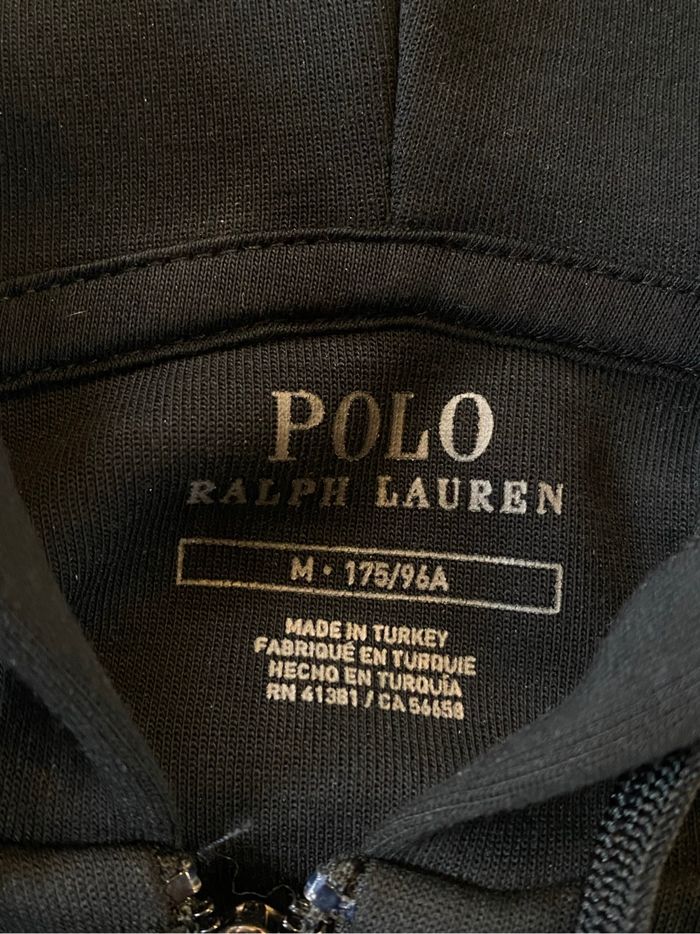 POLO
RALPH LAUREN
M • 175/96A
MADE IN TURKEY
FABRIQUÉ EN TURQUIE
HECHO EN TURQUÍA
RN 41381 / CA 56658